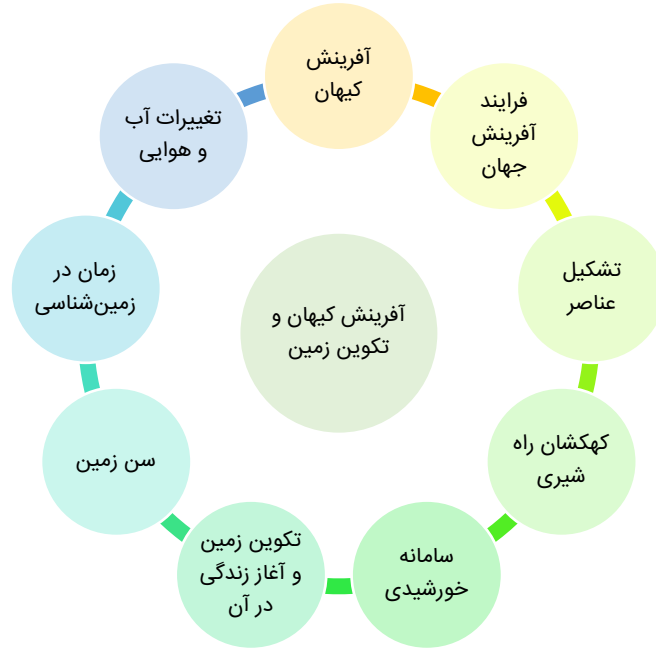 آفرینش
کیهان
فرایند
آفرینش
جهان
تشکیل
عناصر
کهکشان راه
شیری
سامانه
خورشیدی
تکوین زمین
و آغاز زندگی
در آن
سن زمین
زمان در
زمین‌شناسی
تغییرات آب
و هوایی
آفرینش کیهان و
تکوین زمین